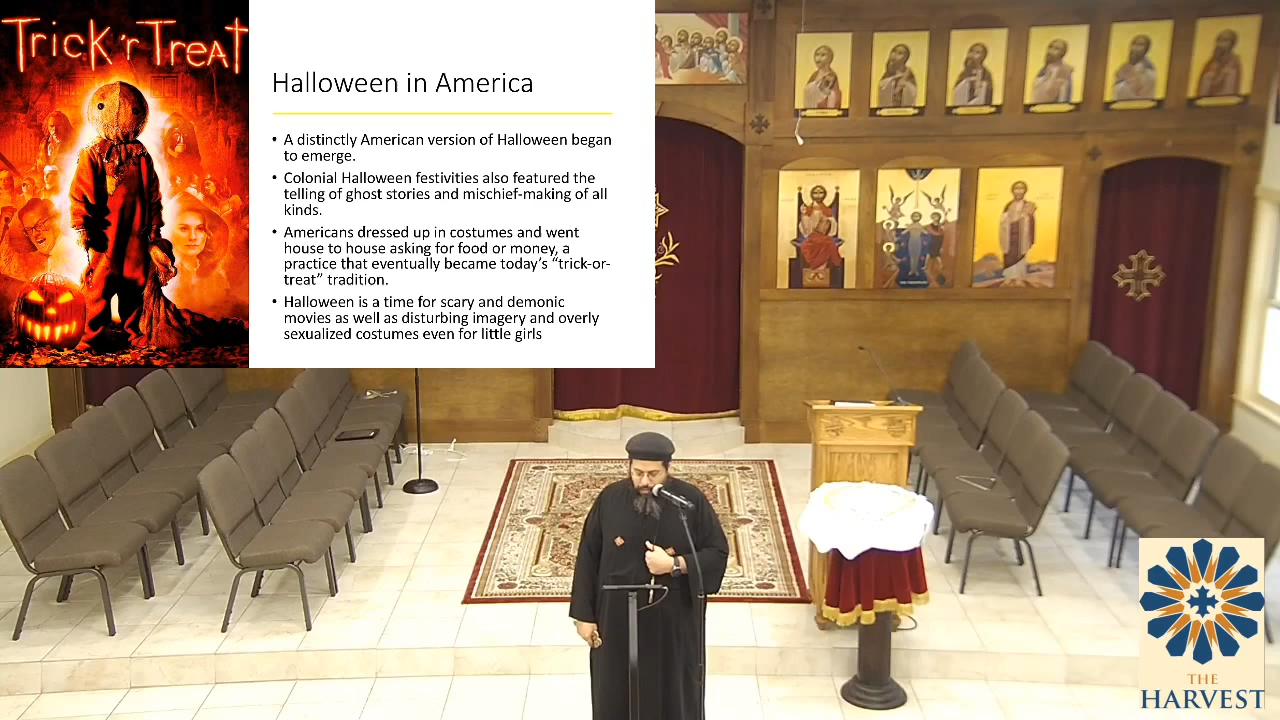 Trick 'r Treat
Halloween in America
• A distinctly American version of Halloween began
to emerge.
• Colonial Halloween festivities also featured the
telling of ghost stories and mischief-making of all
kinds.
• Americans dressed up in costumes and went
house to house asking for food or money, a
practice that eventually became today's “trick-or-
treat” tradition.
• Halloween is a time for scary and demonic
movies as well as disturbing imagery and overly
sexualized costumes even for little girls
THE
HARVEST